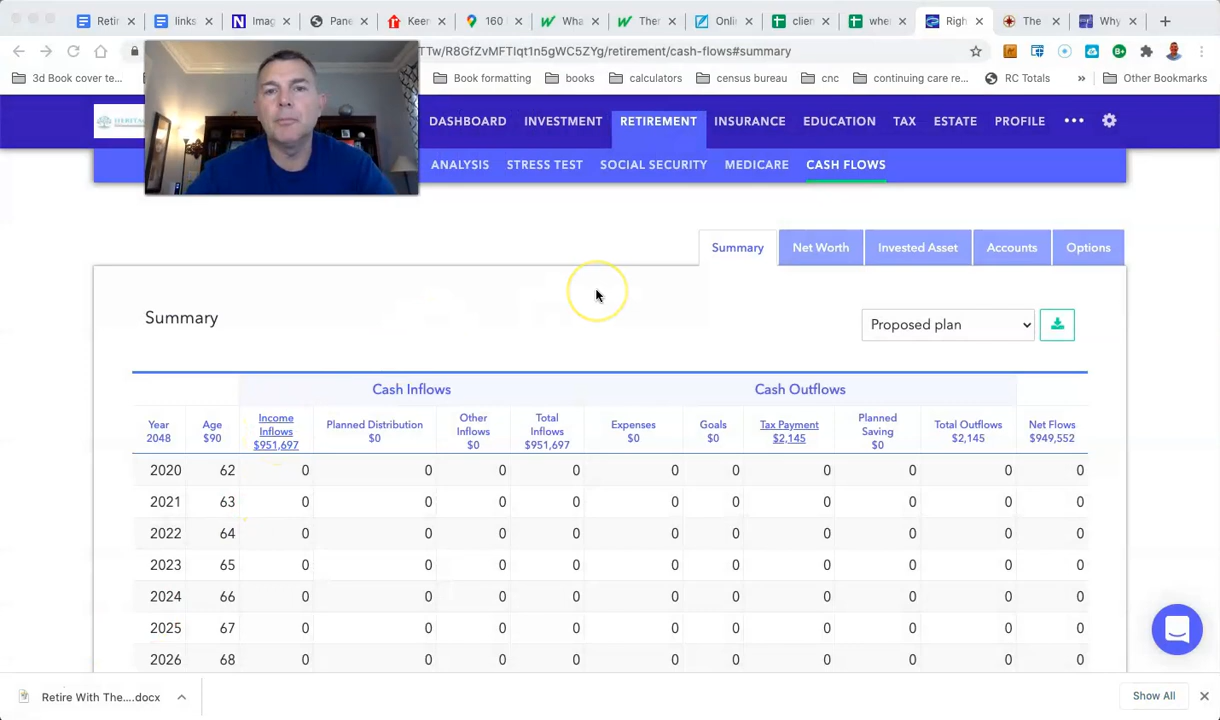 Retir
links
Imag
Pane
Keen
160
Wha
Ther
Onli
clien
whe
Righ
The
Why
TTw/R8GfZvMFTIqt1n5gWC5ZYg/retirement/cash-flows#summary
3d Book cover te...
Book formatting
books
calculators
census bureau
cnc
continuing care re...
RC Totals
»
Other Bookmarks
DASHBOARD INVESTMENT RETIREMENT INSURANCE EDUCATION TAX ESTATE PROFILE
ANALYSIS STRESS TEST SOCIAL SECURITY MEDICARE CASH FLOWS
Summary Net Worth Invested Asset Accounts Options
Summary
Proposed plan
Cash Inflows Cash Outflows
Year 2048
Age $90
Income Inflows $951,697
Planned Distribution $0
Other Inflows $0
Total Inflows $951,697
Expenses $0
Goals $0
Tax Payment $2,145
Planned Saving $0
Total Outflows $2,145
Net Flows $949,552
2020 62 0 0 0 0 0 0 0 0 0 0
2021 63 0 0 0 0 0 0 0 0 0 0
2022 64 0 0 0 0 0 0 0 0 0 0
2023 65 0 0 0 0 0 0 0 0 0 0
2024 66 0 0 0 0 0 0 0 0 0 0
2025 67 0 0 0 0 0 0 0 0 0 0
2026 68 0 0 0 0 0 0 0 0 0 0
Retire With The....docx
Show All